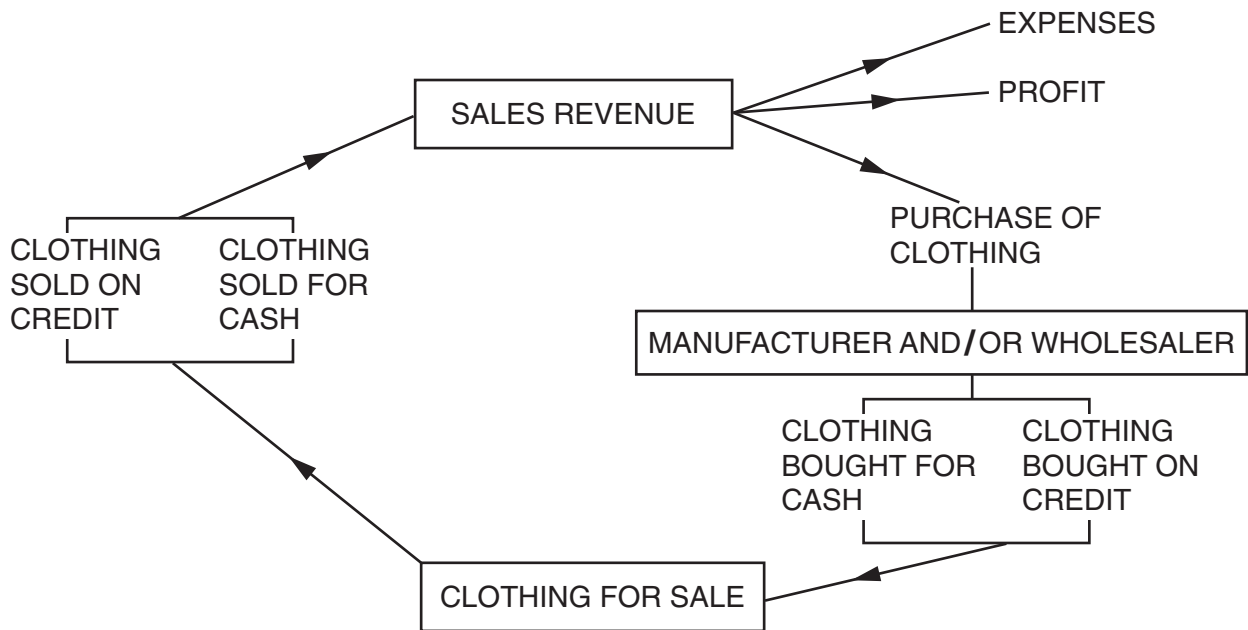 EXPENSES
PROFIT
SALES REVENUE
PURCHASE OF
CLOTHING
CLOTHING
SOLD ON
CREDIT
CLOTHING
SOLD FOR
CASH
MANUFACTURER AND/OR WHOLESALER
CLOTHING
BOUGHT FOR
CASH
CLOTHING
BOUGHT ON
CREDIT
CLOTHING FOR SALE